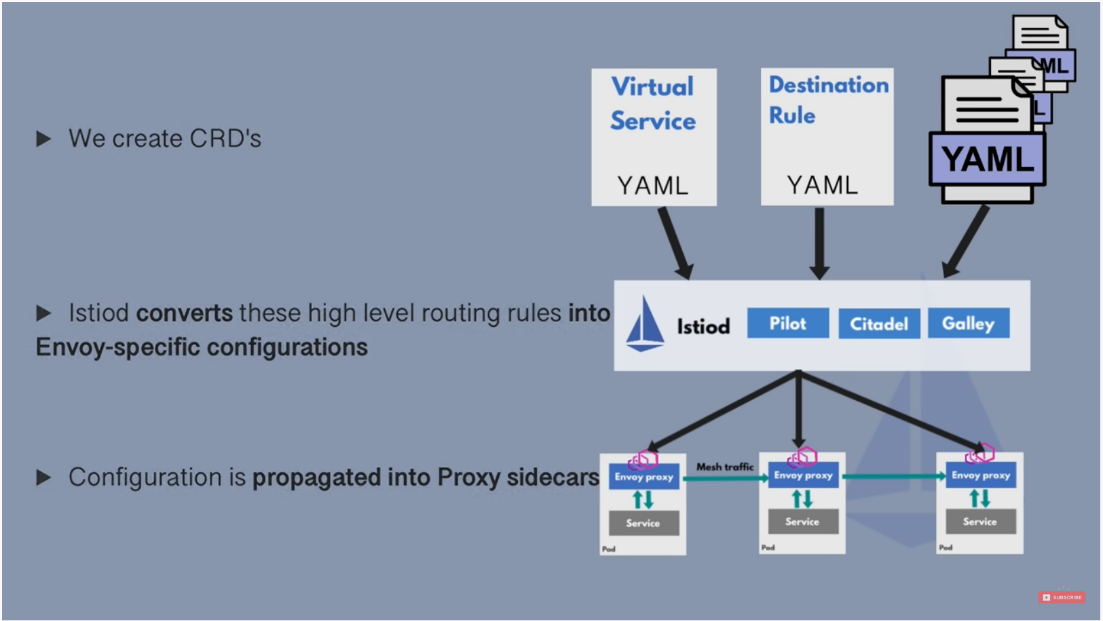 We create CRD's
Istiod converts these high level routing rules into
Envoy-specific configurations
Configuration is propagated into Proxy sidecars
Virtual
Service
YAML
Destination
Rule
YAML
ML
L
YAML
Istiod
Pilot
Citadel
Galley
Envoy proxy
Service
Pod
Mesh traffic
Envoy proxy
Service
Pod
Envoy proxy
Service
Pod
SUBSCRIBE